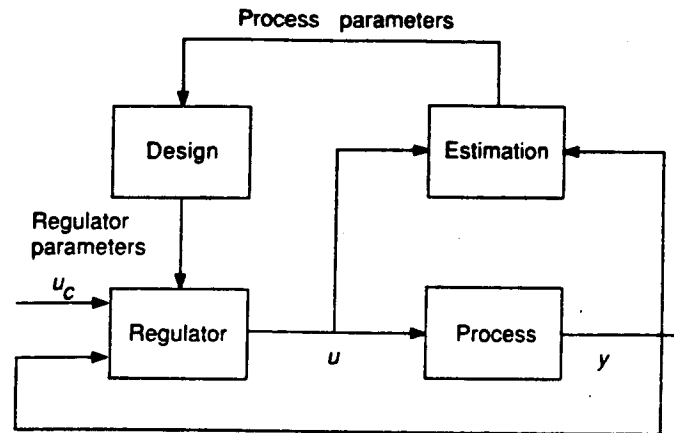 Process parameters
Design
Estimation
Regulator
parameters
u_c
Regulator
u
Process
y